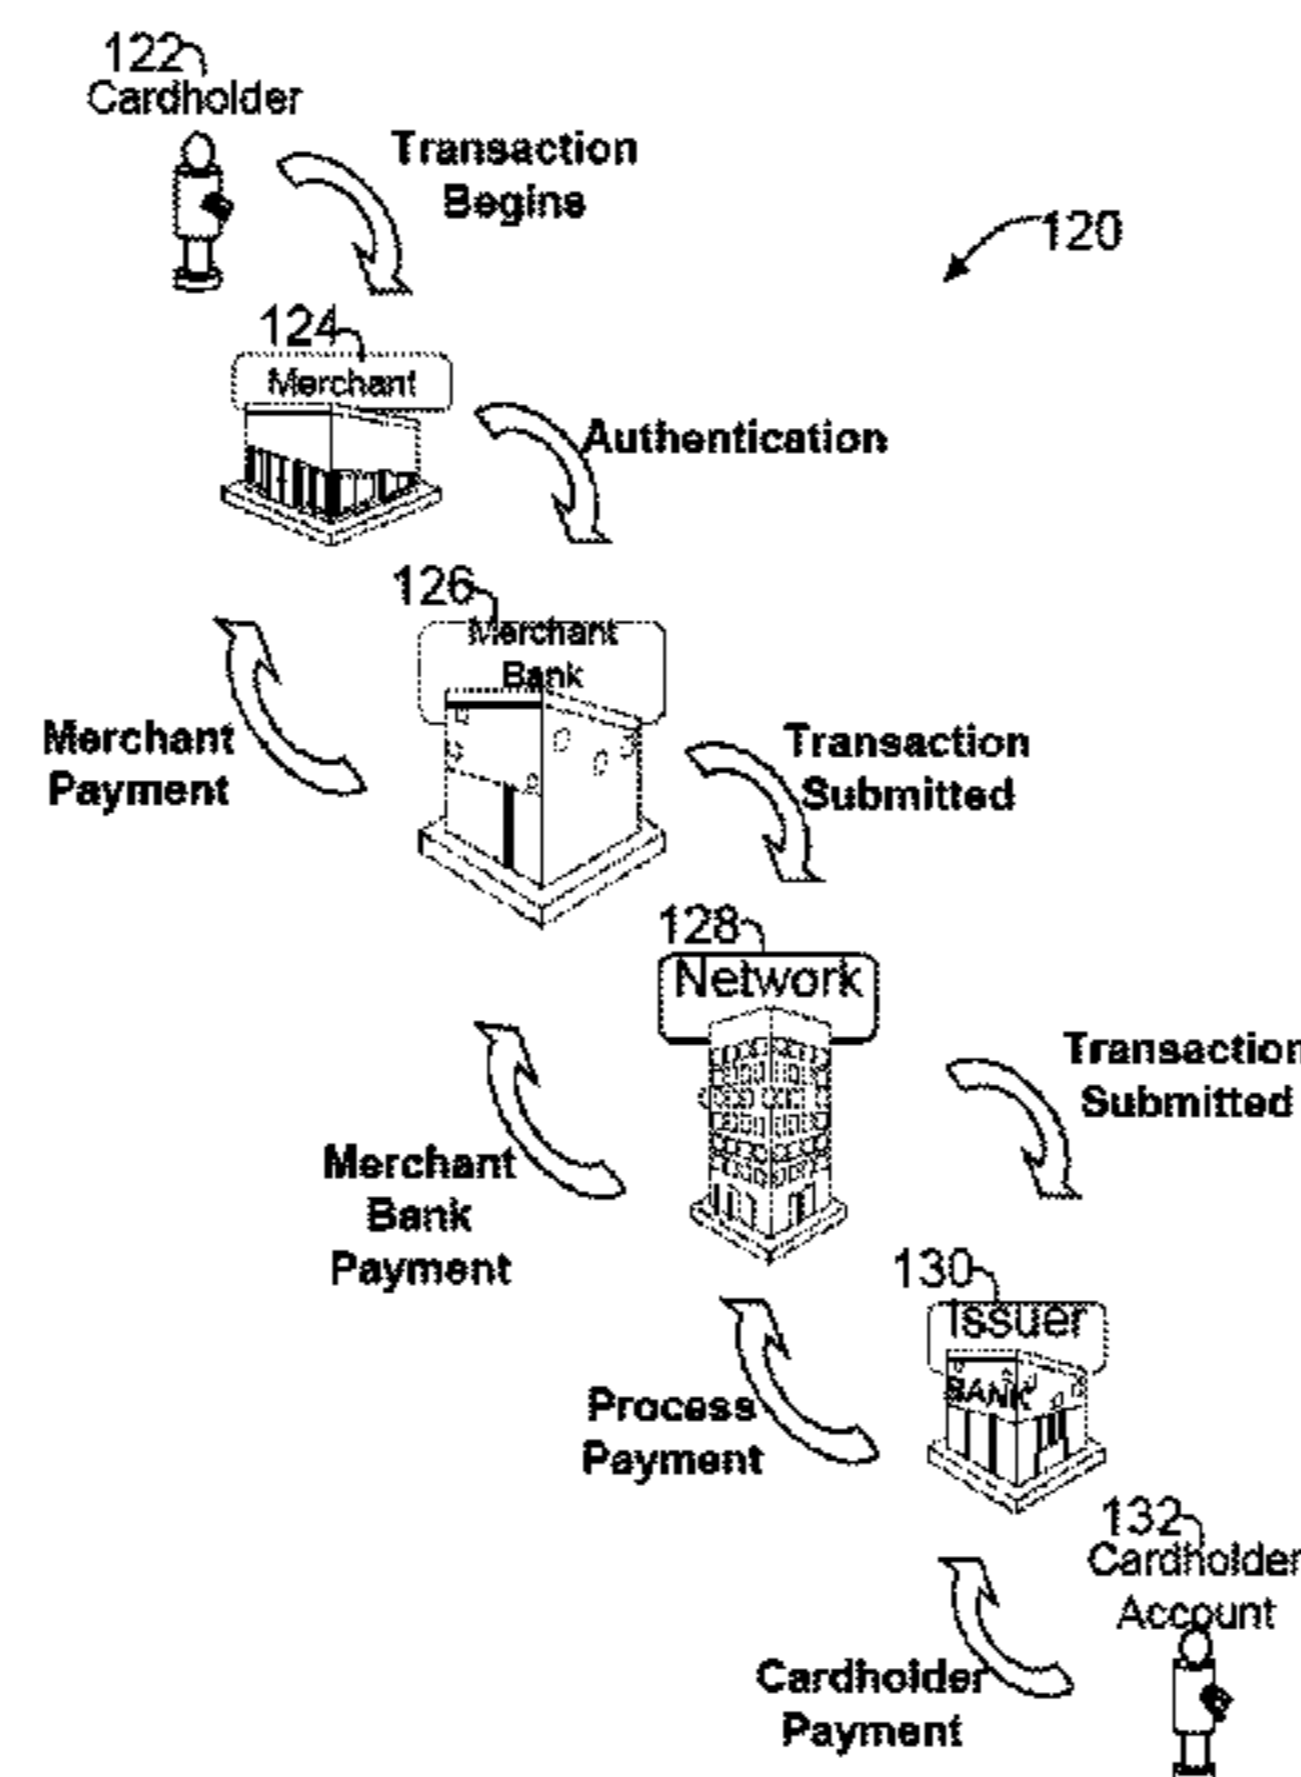 122
Cardholder
Transaction
Begins
120
124
Merchant
Authentication
126
Merchant
Bank
Merchant
Payment
Transaction
Submitted
128
Network
Transaction
Submitted
Merchant
Bank
Payment
130
Issuer
BANK
Process
Payment
132
Cardholder
Account
Cardholder
Payment